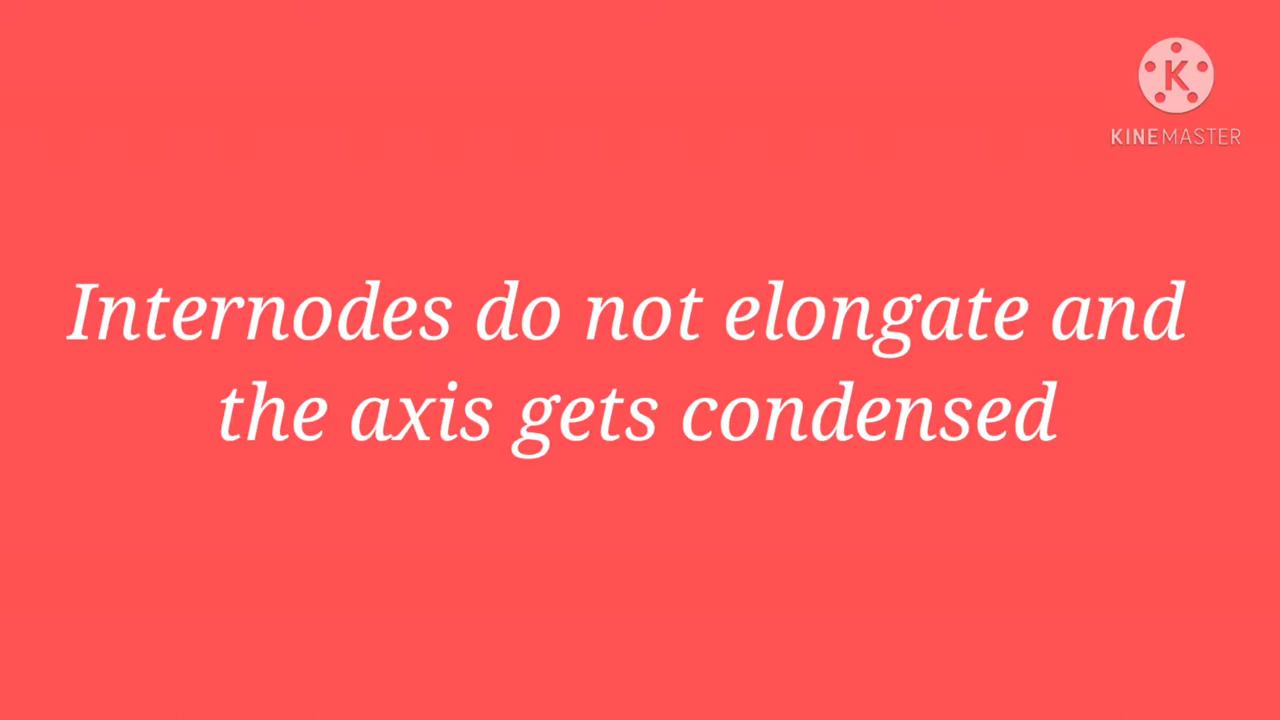 K
KINEMASTER
Internodes do not elongate and
the axis gets condensed